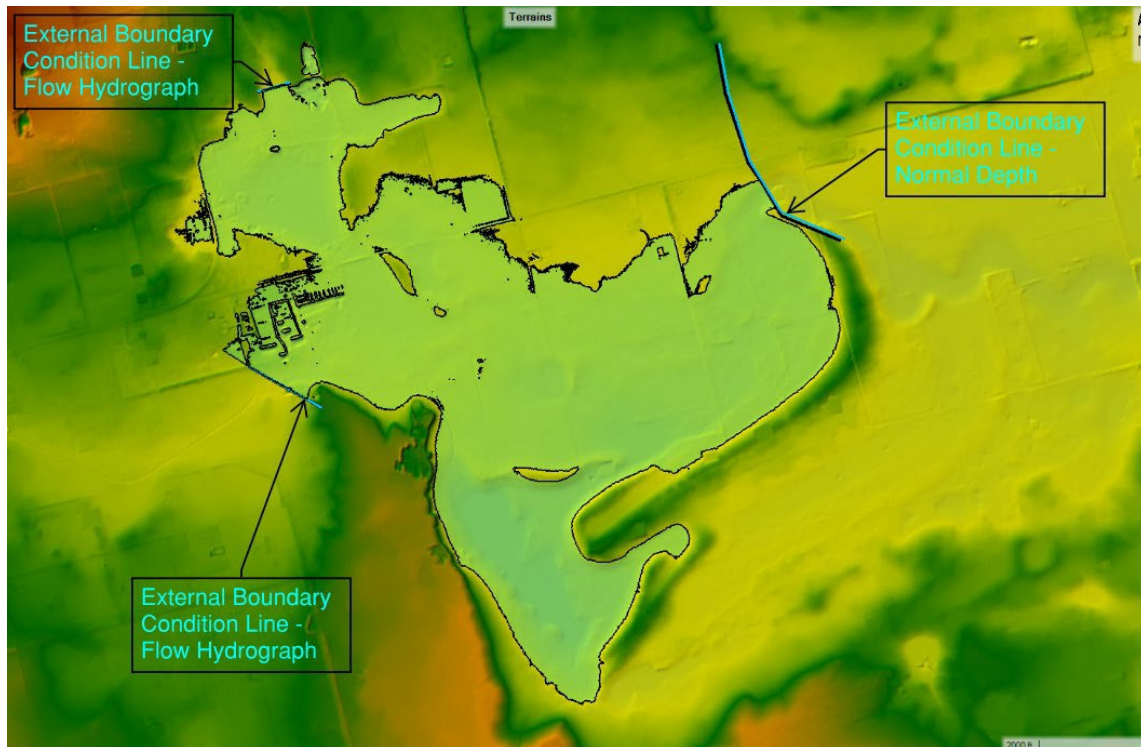 External Boundary
Condition Line -
Flow Hydrograph
Terrains
External Boundary
Condition Line -
Normal Depth
External Boundary
Condition Line -
Flow Hydrograph
2000 ft